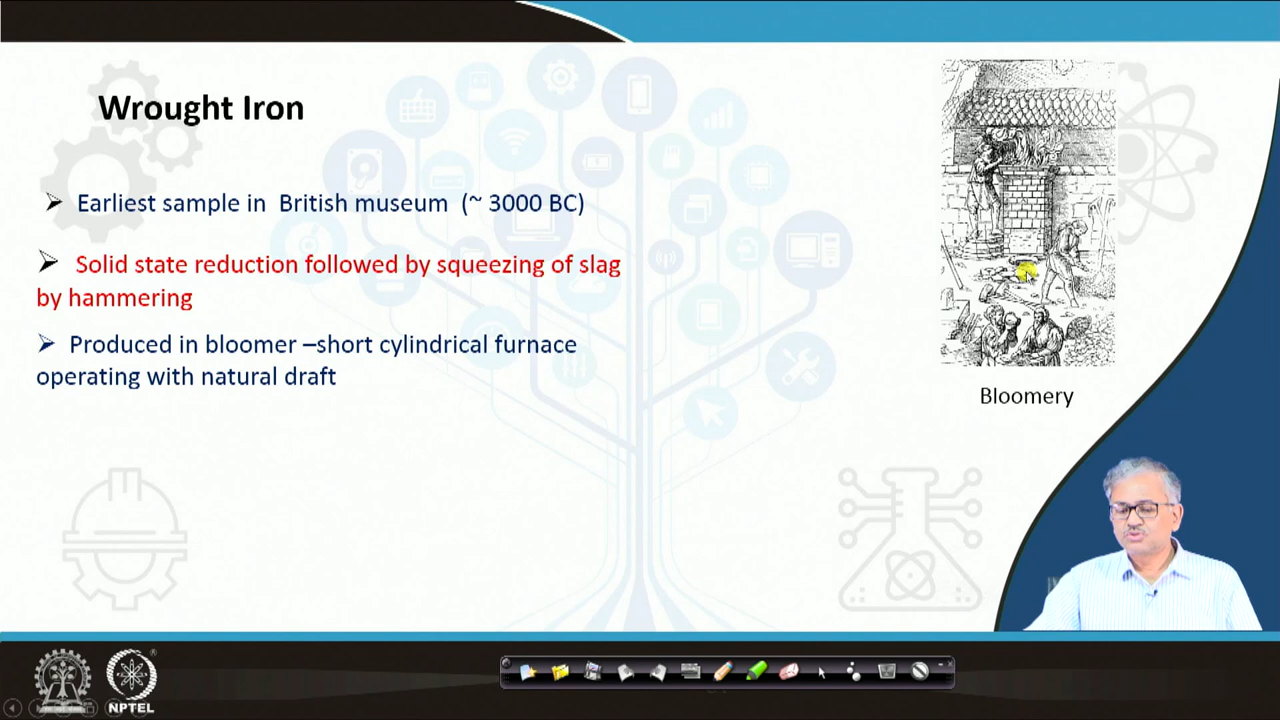 Wrought Iron
➢ Earliest sample in British museum (~ 3000 BC)
➢ Solid state reduction followed by squeezing of slag
by hammering
➢ Produced in bloomer –short cylindrical furnace
operating with natural draft
Bloomery
NPTEL